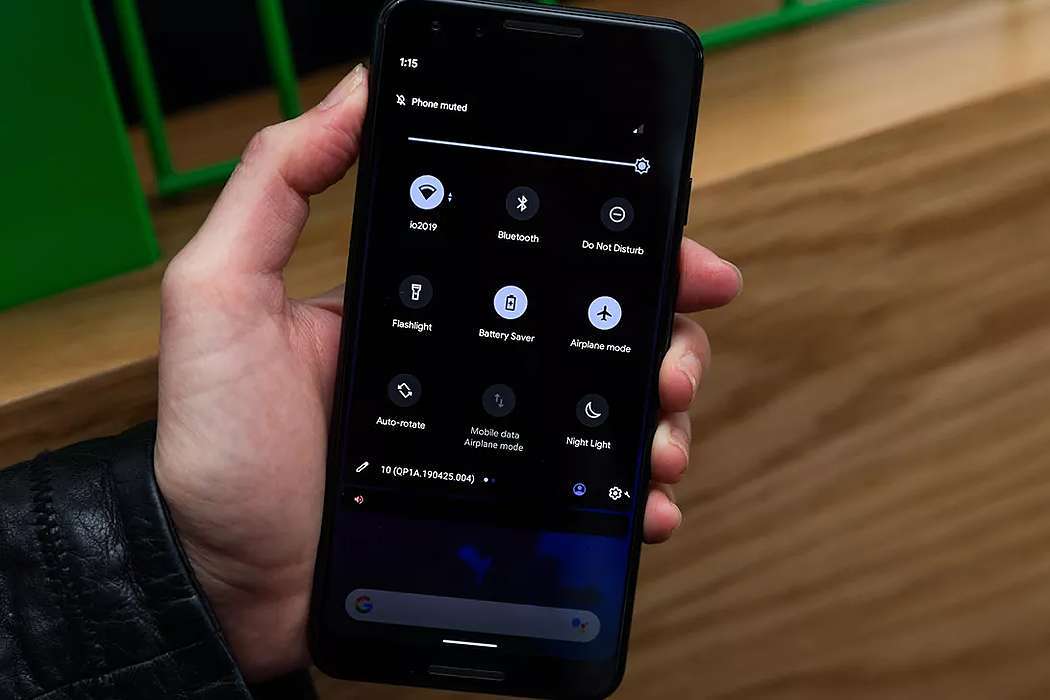 1:15
Phone muted
io2019
Bluetooth
Do Not Disturb
Flashlight
Battery Saver
Airplane mode
Auto-rotate
Mobile data
Airplane mode
Night Light
10 (QP1A.190425.004)
G